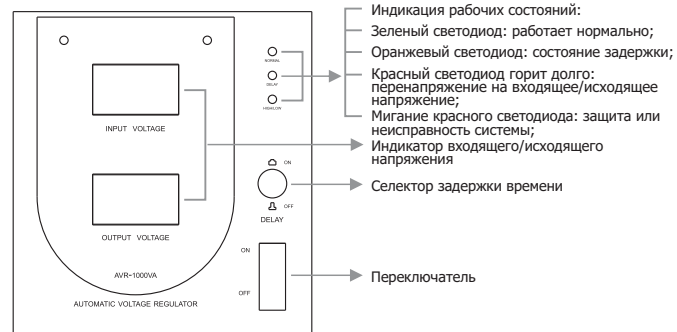 Индикация рабочих состояний:
Зеленый светодиод: работает нормально;
Оранжевый светодиод: состояние задержки;
Красный светодиод горит долго:
перенапряжение на входящее/исходящее
напряжение;
Мигание красного светодиода: защита или
неисправность системы;
Индикатор входящего/исходящего
напряжения
Селектор задержки времени
Переключатель
NORMAL
DELAY
HIGH/LOW
INPUT VOLTAGE
ON
OFF
DELAY
OUTPUT VOLTAGE
ON
OFF
AVR-1000VA
AUTOMATIC VOLTAGE REGULATOR